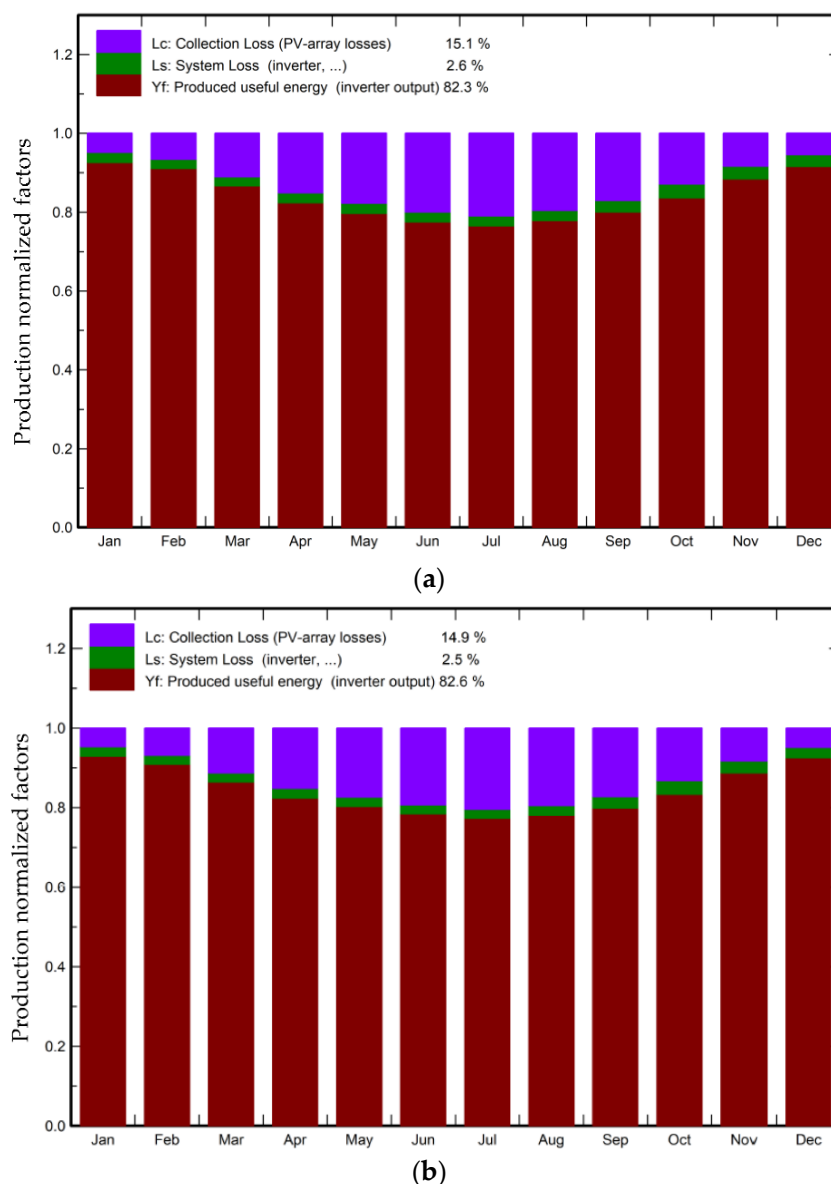 (a)
Lc: Collection Loss (PV-array losses) 15.1 %
Ls: System Loss (inverter, ...) 2.6 %
Yf: Produced useful energy (inverter output) 82.3 %
Production normalized factors
1.2
1.0
0.8
0.6
0.4
0.2
0.0
Jan Feb Mar Apr May Jun Jul Aug Sep Oct Nov Dec
(a)
Lc: Collection Loss (PV-array losses) 14.9 %
Ls: System Loss (inverter, ...) 2.5 %
Yf: Produced useful energy (inverter output) 82.6 %
Production normalized factors
1.2
1.0
0.8
0.6
0.4
0.2
0.0
Jan Feb Mar Apr May Jun Jul Aug Sep Oct Nov Dec
(b)